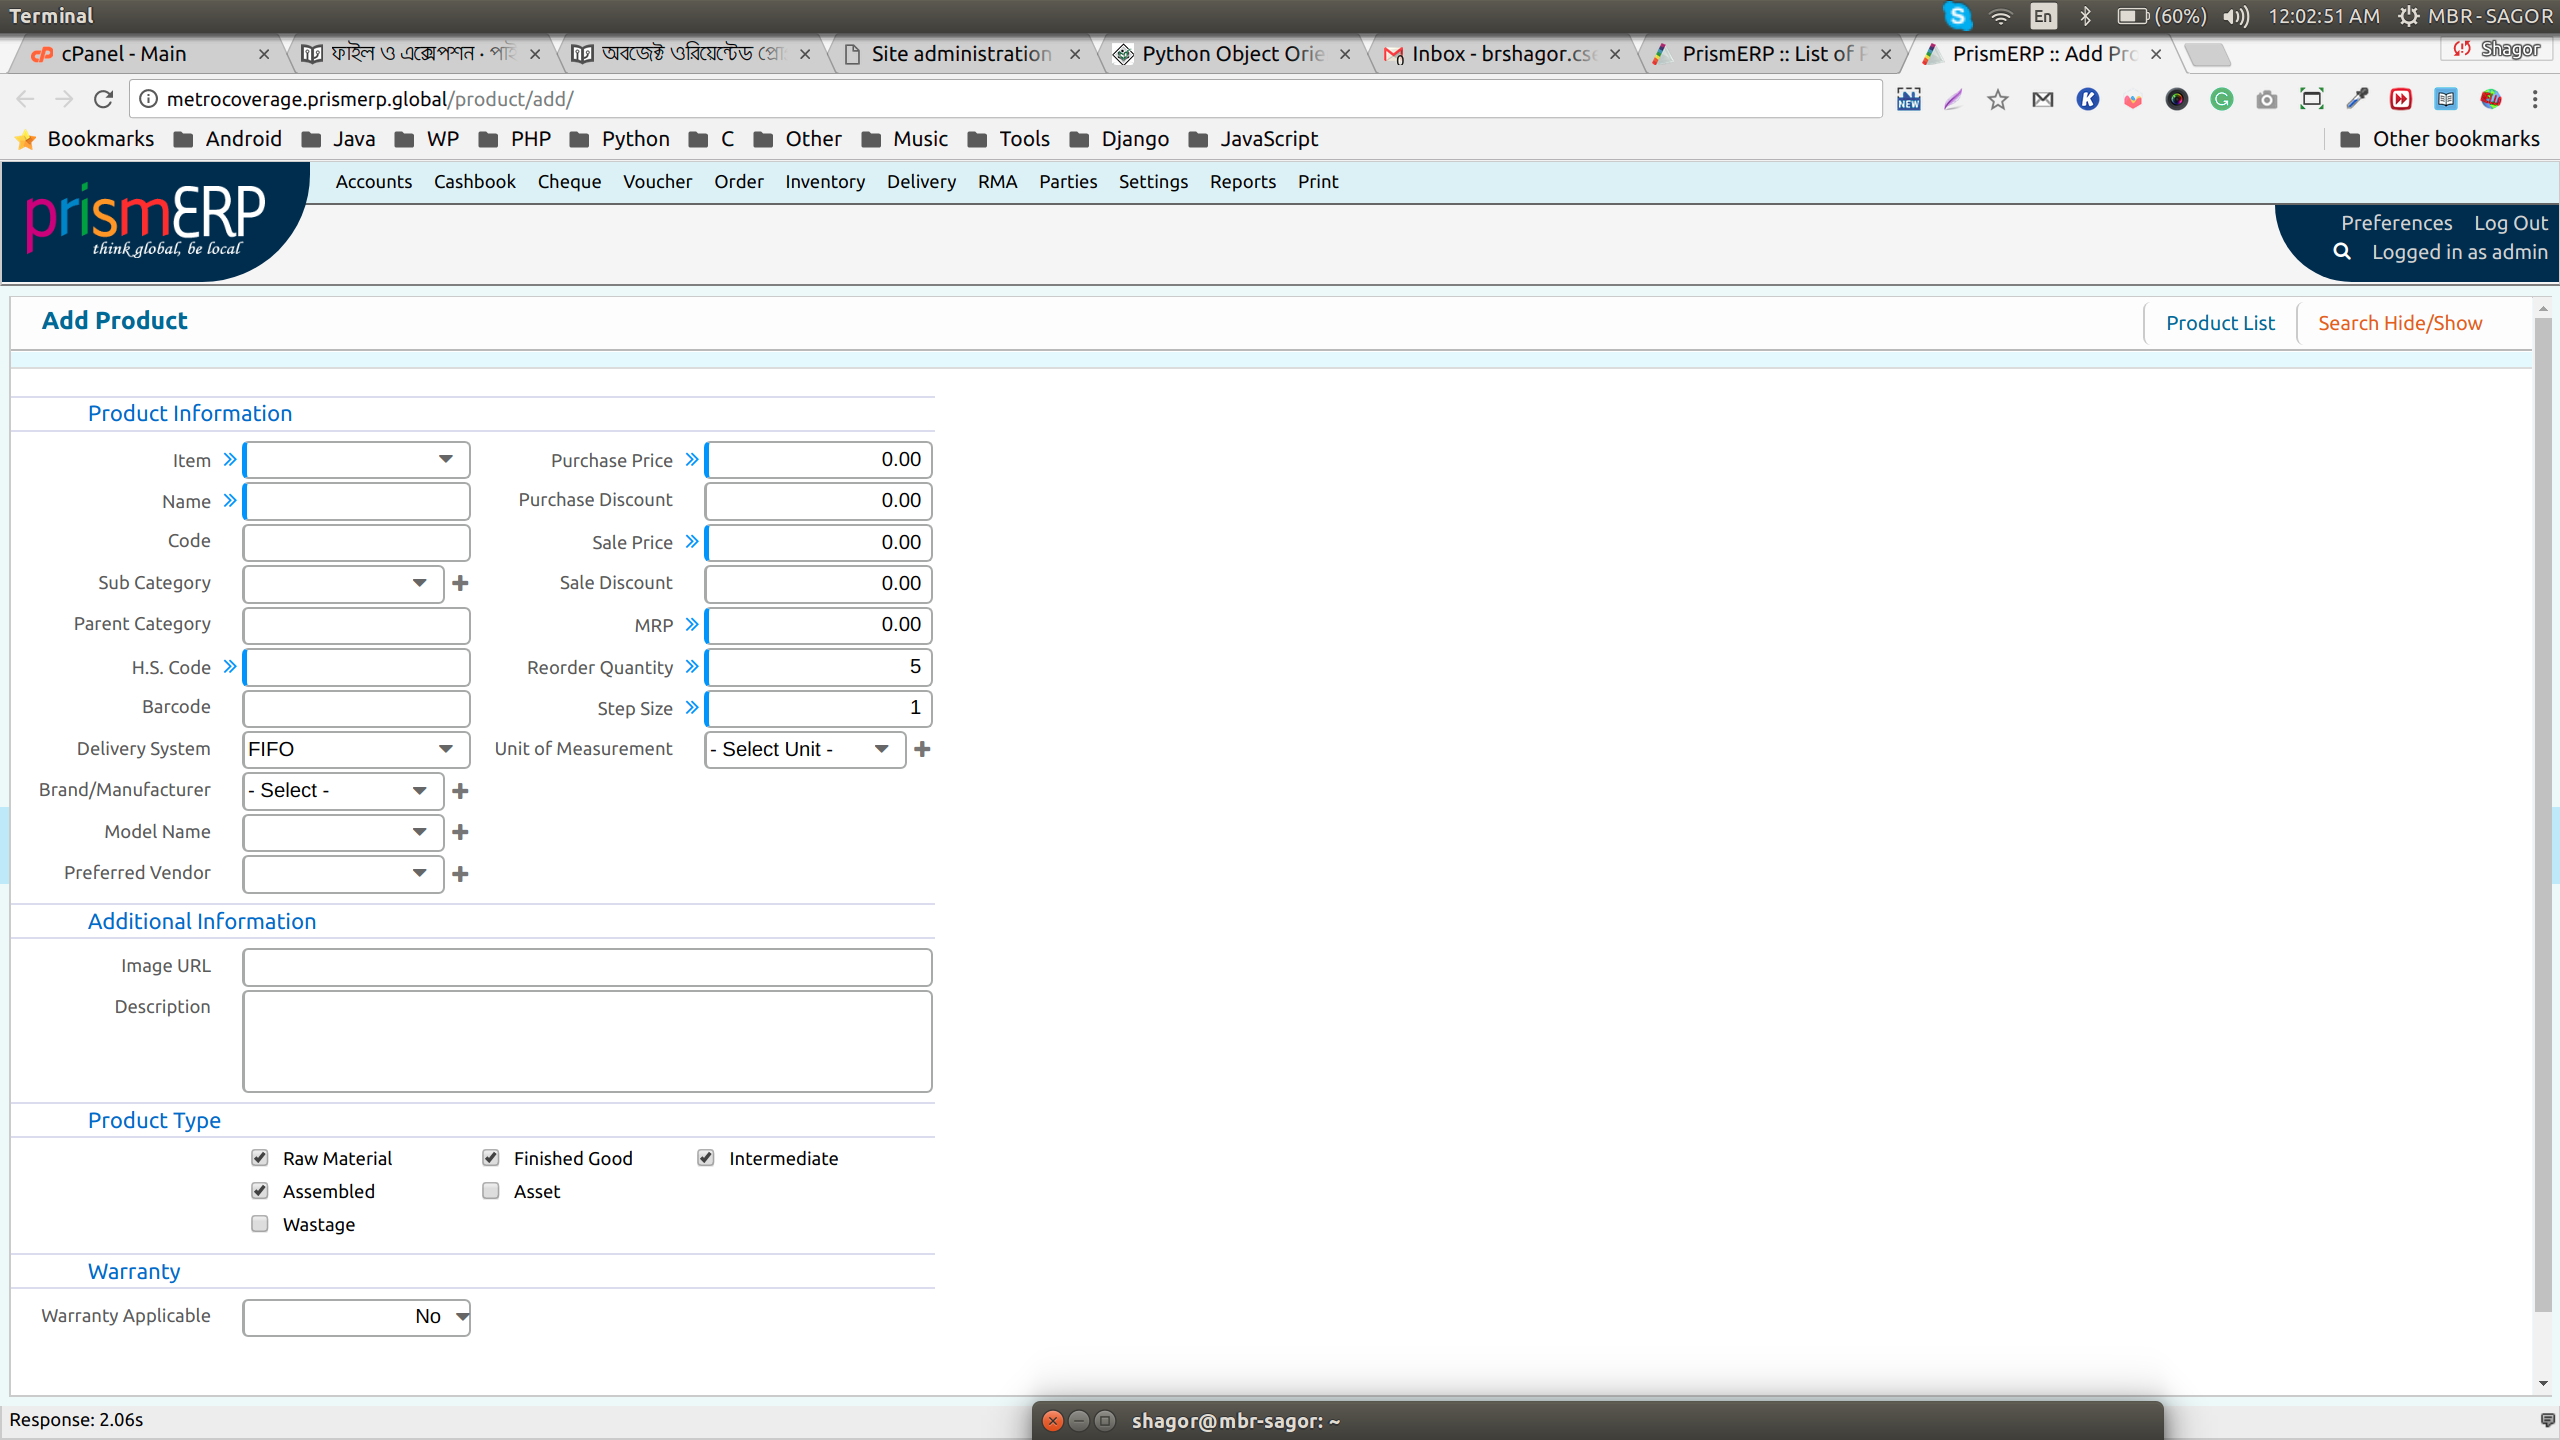 Terminal
En (60%) 12:02:51 AM MBR-SAGOR
cPanel - Main
ফাইল ও এক্সেপশন · পাই
অবজেক্ট ওরিয়েন্টেড প্রো
Site administration
Python Object Orie
Inbox - brshagor.cse
PrismERP :: List of P
PrismERP :: Add Pro
Shagor
metrocoverage.prismerp.global/product/add/
NEW
Bookmarks Android Java WP PHP Python C Other Music Tools Django JavaScript Other bookmarks
prismERP
think global, be local
Accounts Cashbook Cheque Voucher Order Inventory Delivery RMA Parties Settings Reports Print
Preferences Log Out
Logged in as admin
Add Product
Product List Search Hide/Show
Product Information
Item Purchase Price 0.00
Name Purchase Discount 0.00
Code Sale Price 0.00
Sub Category Sale Discount 0.00
Parent Category MRP 0.00
H.S. Code Reorder Quantity 5
Barcode Step Size 1
Delivery System FIFO Unit of Measurement - Select Unit -
Brand/Manufacturer - Select -
Model Name
Preferred Vendor
Additional Information
Image URL
Description
Product Type
Raw Material Finished Good Intermediate
Assembled Asset
Wastage
Warranty
Warranty Applicable No
Response: 2.06s
shagor@mbr-sagor: ~